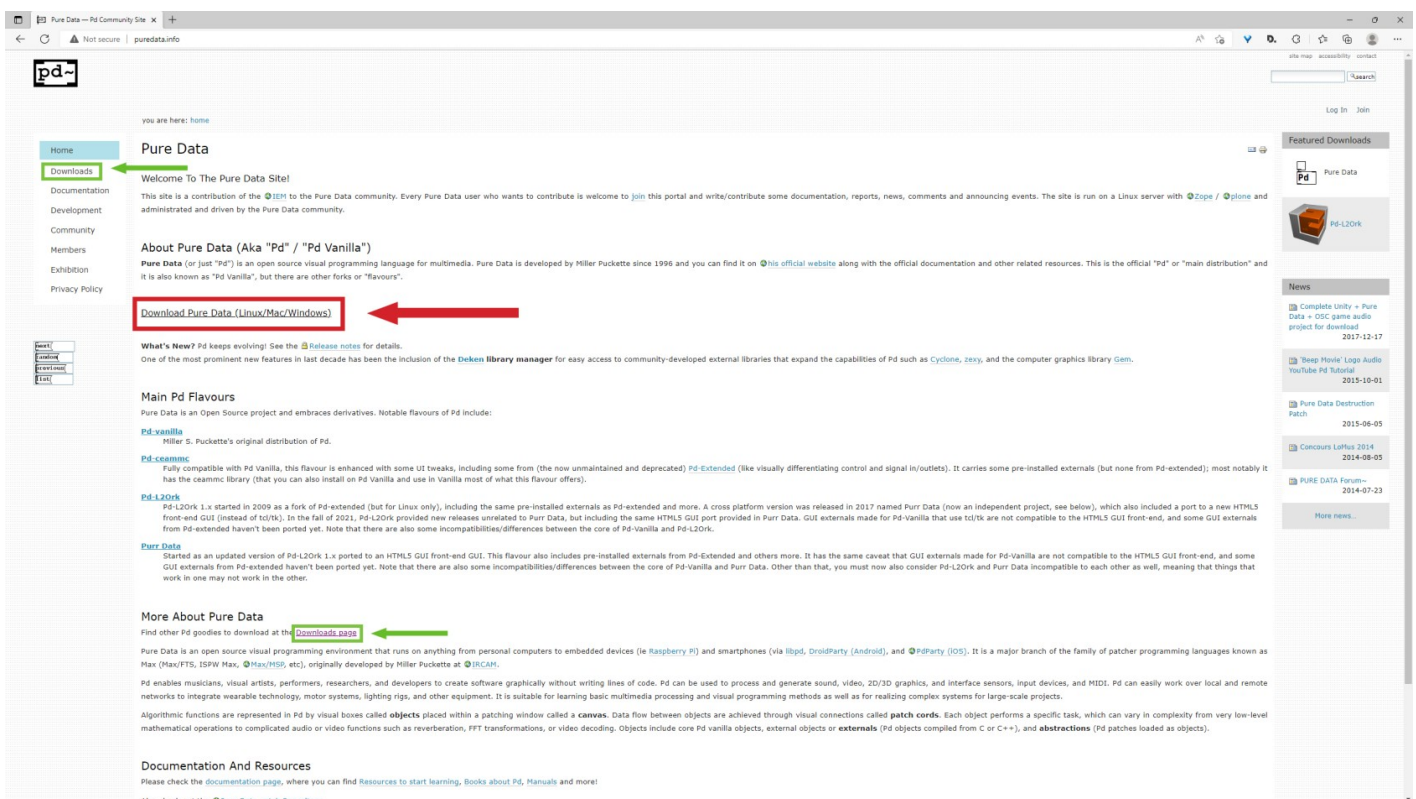 Pure Data — Pd Community Site
Not secure | puredata.info
site map accessibility contact
pd~
search
Log In Join
you are here: home
Home
Downloads
Documentation
Development
Community
Members
Exhibition
Privacy Policy
next
random
previous
list
Pure Data
Welcome To The Pure Data Site!
This site is a contribution of the IEM to the Pure Data community. Every Pure Data user who wants to contribute is welcome to join this portal and write/contribute some documentation, reports, news, comments and announcing events. The site is run on a Linux server with Zope / plone and
administrated and driven by the Pure Data community.
About Pure Data (Aka "Pd" / "Pd Vanilla")
Pure Data (or just "Pd") is an open source visual programming language for multimedia. Pure Data is developed by Miller Puckette since 1996 and you can find it on his official website along with the official documentation and other related resources. This is the official "Pd" or "main distribution" and
it is also known as "Pd Vanilla", but there are other forks or "flavours".
Download Pure Data (Linux/Mac/Windows)
What's New? Pd keeps evolving! See the Release notes for details.
One of the most prominent new features in last decade has been the inclusion of the Deken library manager for easy access to community-developed external libraries that expand the capabilities of Pd such as Cyclone, zexy, and the computer graphics library Gem.
Main Pd Flavours
Pure Data is an Open Source project and embraces derivatives. Notable flavours of Pd include:
Pd-vanilla
Miller S. Puckette's original distribution of Pd.
Pd-ceammc
Fully compatible with Pd Vanilla, this flavour is enhanced with some UI tweaks, including some from (the now unmaintained and deprecated) Pd-Extended (like visually differentiating control and signal in/outlets). It carries some pre-installed externals (but none from Pd-extended); most notably it
has the ceammc library (that you can also install on Pd Vanilla and use in Vanilla most of what this flavour offers).
Pd-L2Ork
Pd-L2Ork 1.x started in 2009 as a fork of Pd-extended (but for Linux only), including the same pre-installed externals as Pd-extended and more. A cross platform version was released in 2017 named Purr Data (now an independent project, see below), which also included a port to a new HTML5
front-end GUI (instead of tcl/tk). In the fall of 2021, Pd-L2Ork provided new releases unrelated to Purr Data, but including the same HTML5 GUI port provided in Purr Data. GUI externals made for Pd-Vanilla that use tcl/tk are not compatible to the HTML5 GUI front-end, and some GUI externals
from Pd-extended haven't been ported yet. Note that there are also some incompatibilities/differences between the core of Pd-Vanilla and Pd-L2Ork.
Purr Data
Started as an updated version of Pd-L2Ork 1.x ported to an HTML5 GUI front-end GUI. This flavour also includes pre-installed externals from Pd-Extended and others more. It has the same caveat that GUI externals made for Pd-Vanilla are not compatible to the HTML5 GUI front-end, and some
GUI externals from Pd-extended haven't been ported yet. Note that there are also some incompatibilities/differences between the core of Pd-Vanilla and Purr Data. Other than that, you must now also consider Pd-L2Ork and Purr Data incompatible to each other as well, meaning that things that
work in one may not work in the other.
More About Pure Data
Find other Pd goodies to download at the Downloads page
Pure Data is an open source visual programming environment that runs on anything from personal computers to embedded devices (ie Raspberry Pi) and smartphones (via libpd, DroidParty (Android), and PdParty (iOS). It is a major branch of the family of patcher programming languages known as
Max (Max/FTS, ISPW Max, Max/MSP, etc), originally developed by Miller Puckette at IRCAM.
Pd enables musicians, visual artists, performers, researchers, and developers to create software graphically without writing lines of code. Pd can be used to process and generate sound, video, 2D/3D graphics, and interface sensors, input devices, and MIDI. Pd can easily work over local and remote
networks to integrate wearable technology, motor systems, lighting rigs, and other equipment. It is suitable for learning basic multimedia processing and visual programming methods as well as for realizing complex systems for large-scale projects.
Algorithmic functions are represented in Pd by visual boxes called objects placed within a patching window called a canvas. Data flow between objects are achieved through visual connections called patch cords. Each object performs a specific task, which can vary in complexity from very low-level
mathematical operations to complicated audio or video functions such as reverberation, FFT transformations, or video decoding. Objects include core Pd vanilla objects, external objects or externals (Pd objects compiled from C or C++), and abstractions (Pd patches loaded as objects).
Documentation And Resources
Please check the documentation page, where you can find Resources to start learning, Books about Pd, Manuals and more!
Featured Downloads
Pd
Pure Data
Pd-L2Ork
News
Complete Unity + Pure
Data + OSC game audio
project for download
2017-12-17
'Beep Movie' Logo Audio
YouTube Pd Tutorial
2015-10-01
Pure Data Destruction
Patch
2015-06-05
Concours LoMus 2014
2014-08-05
PURE DATA Forum~
2014-07-23
More news...